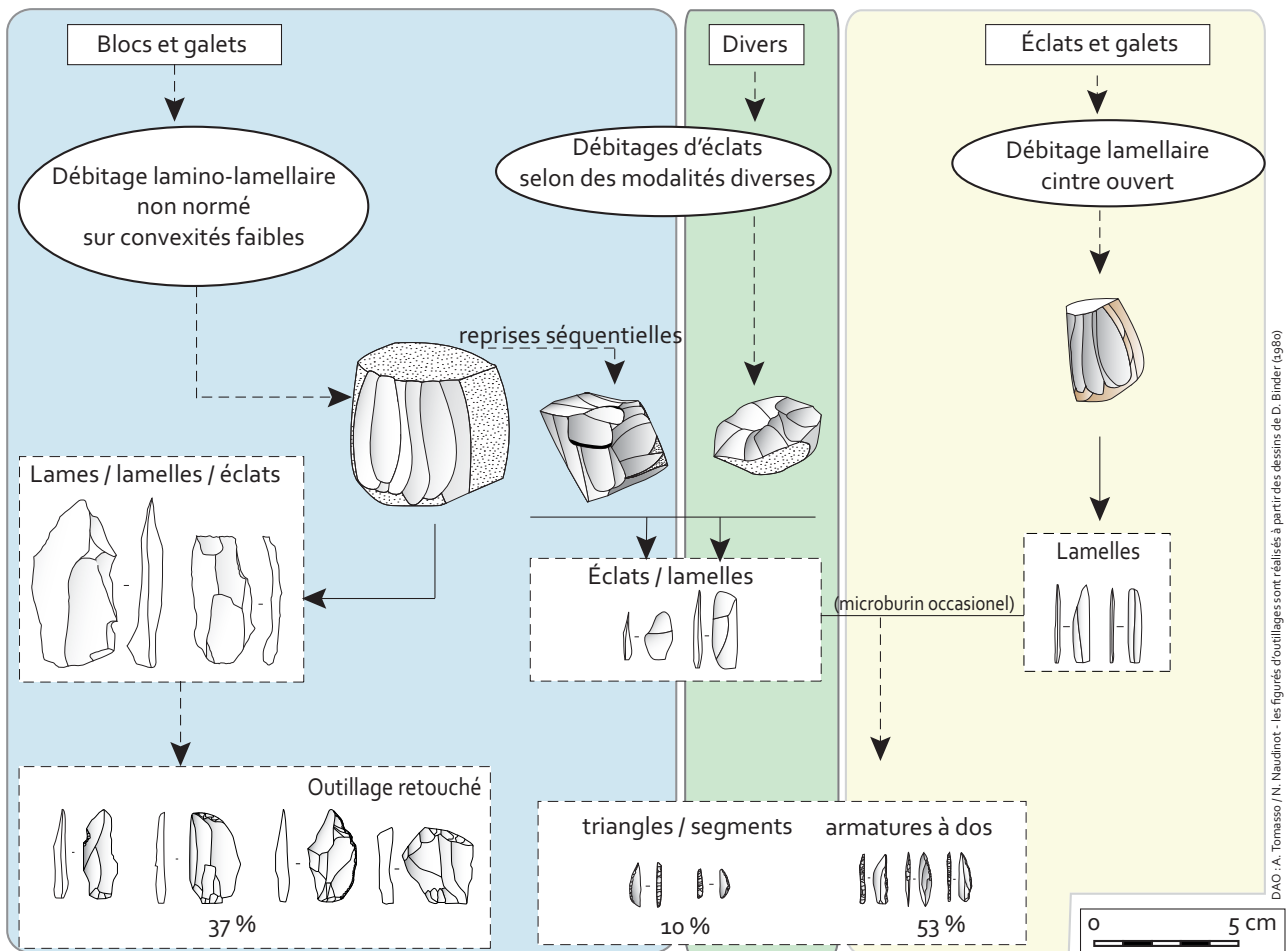 Blocs et galets
Divers
Éclats et galets
Débitage lamino-lamellaire
non normé
sur convexités faibles
Débitages d'éclats
selon des modalités diverses
Débitage lamellaire
cintre ouvert
reprises séquentielles
Lames / lamelles / éclats
Éclats / lamelles
Lamelles
(microburin occasionel)
Outillage retouché
37 %
triangles / segments
armatures à dos
10 %
53 %
0
5 cm
DAO : A. Tomasso / N. Naudinot - les figurés d'outillages sont réalisés à partir des dessins de D. Binder (1980)